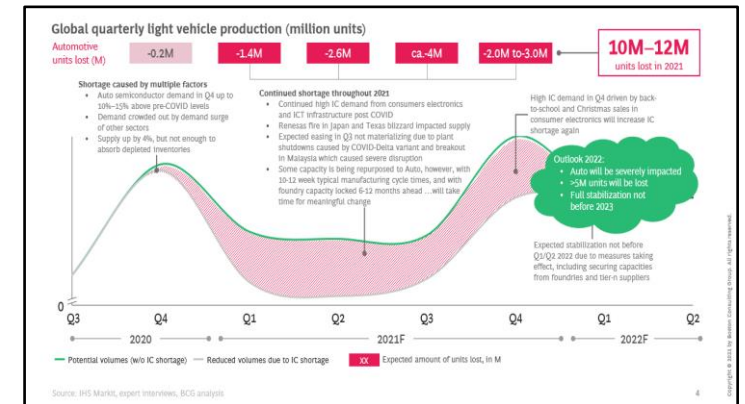 Global quarterly light vehicle production (million units)
Automotive
units lost (M)
-0.2M
-1.4M
-2.6M
ca.-4M
-2.0M to-3.0M
10M–12M
units lost in 2021
Shortage caused by multiple factors
• Auto semiconductor demand in Q4 up to
10%–15% above pre-COVID levels
• Demand crowded out by demand surge
of other sectors
• Supply up by 4%, but not enough to
absorb depleted inventories
Continued shortage throughout 2021
• Continued high IC demand from consumers electronics
and ICT infrastructure post COVID
• Renesas fire in Japan and Texas blizzard impacted supply
• Expected easing in Q3 not materializing due to plant
shutdowns caused by COVID-Delta variant and breakout
in Malaysia which caused severe disruption
• Some capacity is being repurposed to Auto, however, with
10-12 week typical manufacturing cycle times, and with
foundry capacity locked 6-12 months ahead ...will take
time for meaningful change
High IC demand in Q4 driven by back-
to-school and Christmas sales in
consumer electronics will increase IC
shortage again
Outlook 2022:
• Auto will be severely impacted
• >5M units will be lost
• Full stabilization not
before 2023
Expected stabilization not before
Q1/Q2 2022 due to measures taking
effect, including securing capacities
from foundries and tier-n suppliers
0
Q3
Q4
Q1
Q2
Q3
Q4
Q1
Q2
2020
2021F
2022F
Potential volumes (w/o IC shortage)
Reduced volumes due to IC shortage
XX
Expected amount of units lost, in M
Source: IHS Markit, expert interviews, BCG analysis
4
Copyright © 2021 by Boston Consulting Group. All rights reserved.